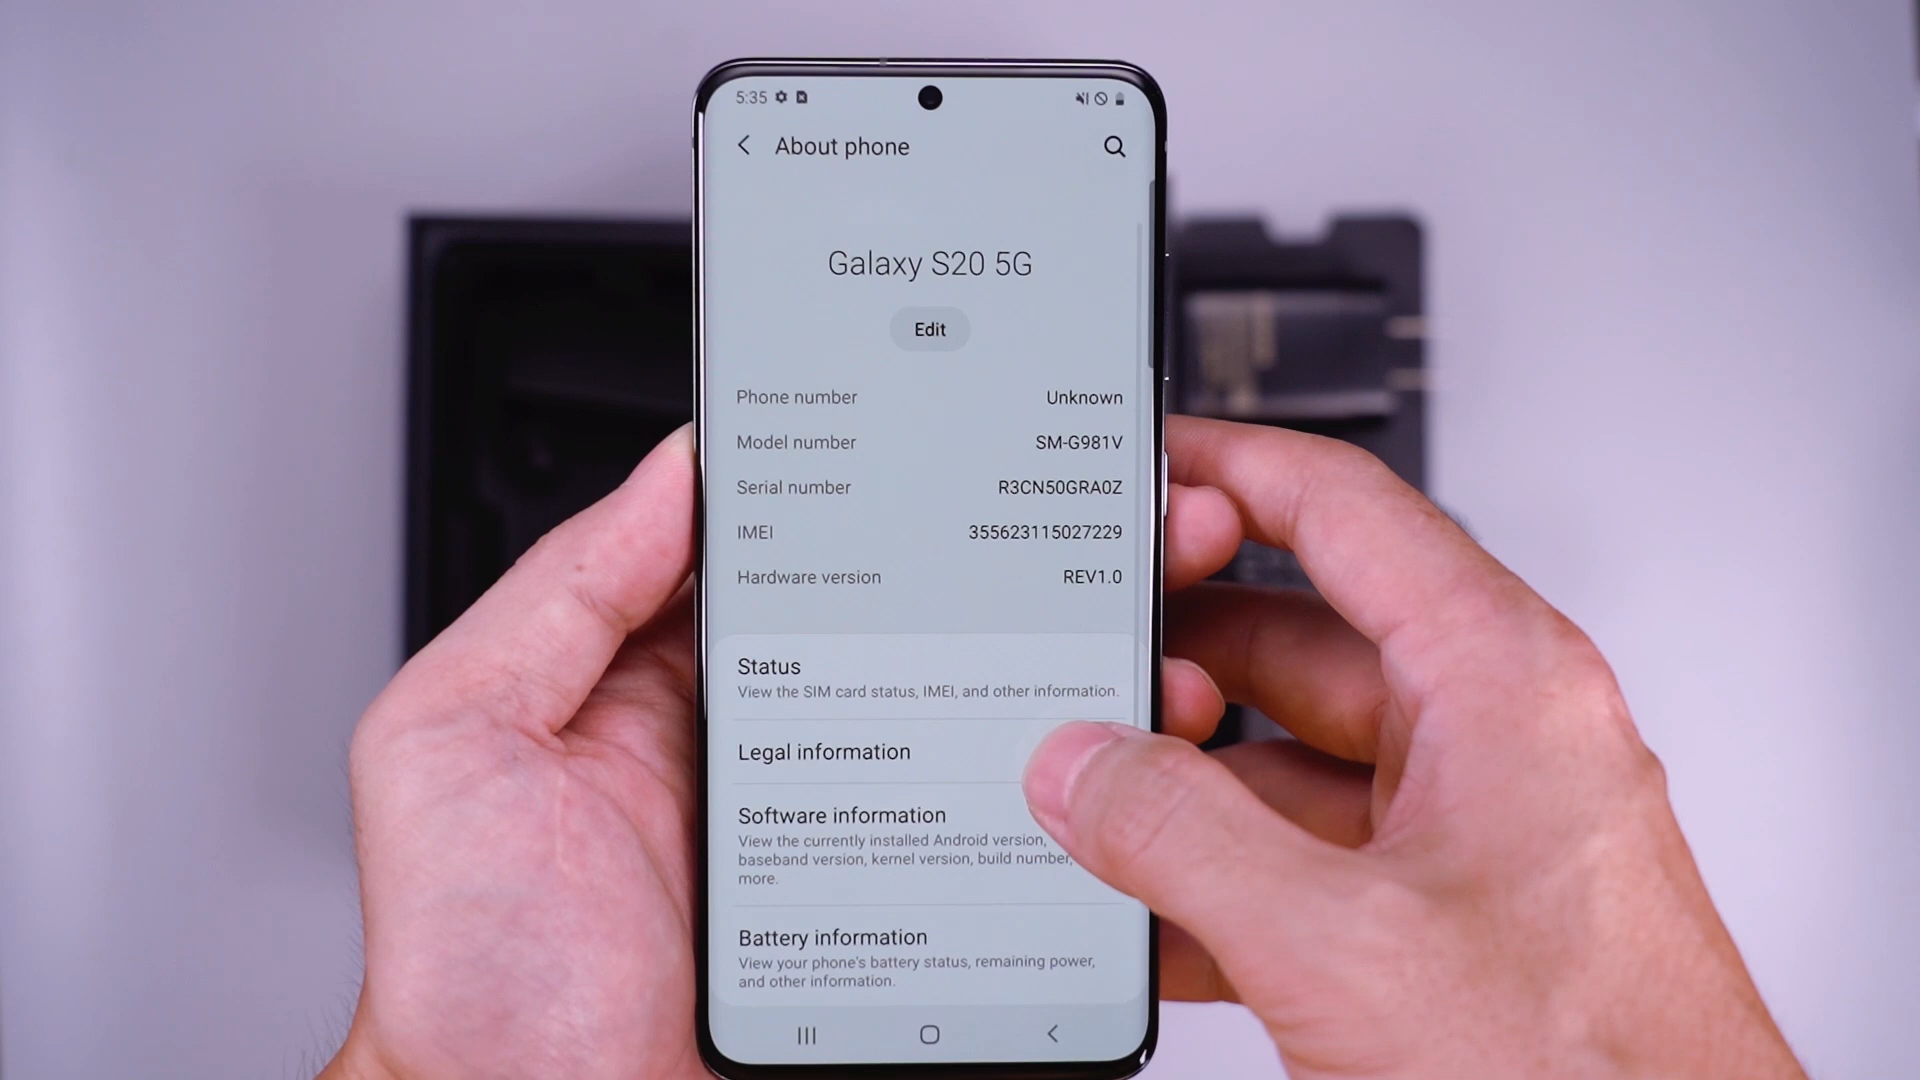 5:35
About phone
Galaxy S20 5G
Edit
Phone number Unknown
Model number SM-G981V
Serial number R3CN50GRA0Z
IMEI 355623115027229
Hardware version REV1.0
Status
View the SIM card status, IMEI, and other information.
Legal information
Software information
View the currently installed Android version,
baseband version, kernel version, build number,
more.
Battery information
View your phone's battery status, remaining power,
and other information.